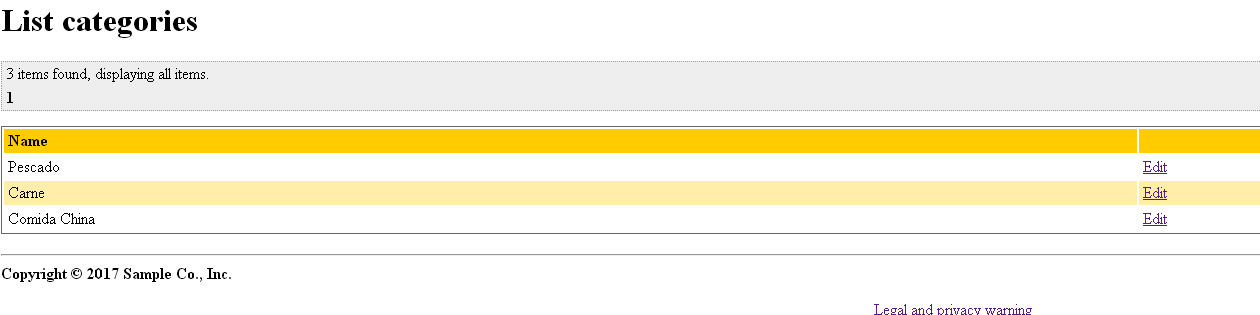 List categories
3 items found, displaying all items.
1
Name
Pescado Edit
Carne Edit
Comida China Edit
Copyright © 2017 Sample Co., Inc.
Legal and privacy warning